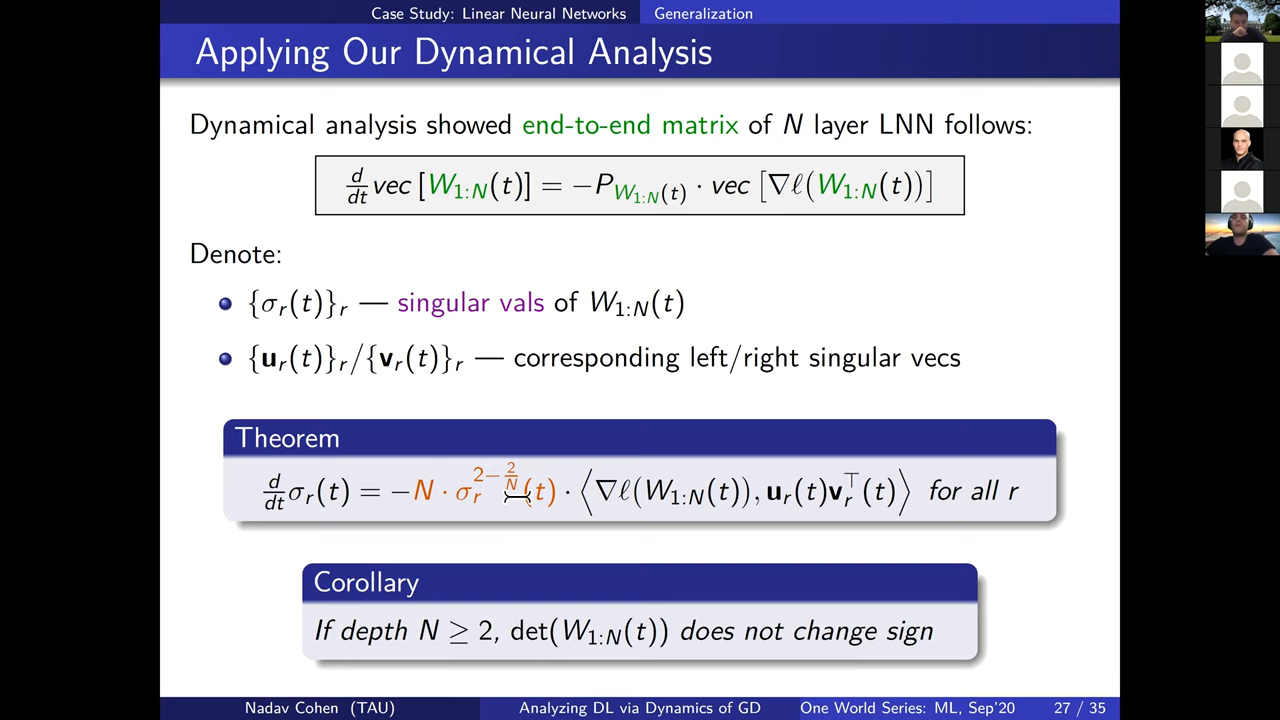 Case Study: Linear Neural Networks Generalization
Applying Our Dynamical Analysis
Dynamical analysis showed end-to-end matrix of N layer LNN follows:
d/dt vec [W₁:N(t)] = −P_W₁:N(t) · vec [∇ℓ(W₁:N(t))]
Denote:
{σᵣ(t)}ᵣ — singular vals of W₁:N(t)
{uᵣ(t)}ᵣ/{vᵣ(t)}ᵣ — corresponding left/right singular vecs
Theorem
d/dt σᵣ(t) = −N · σᵣ^{2−2/N}(t) · ⟨∇ℓ(W₁:N(t)), uᵣ(t)vᵣ^⊤(t)⟩ for all r
Corollary
If depth N ≥ 2, det(W₁:N(t)) does not change sign
Nadav Cohen (TAU) Analyzing DL via Dynamics of GD One World Series: ML, Sep'20 27 / 35